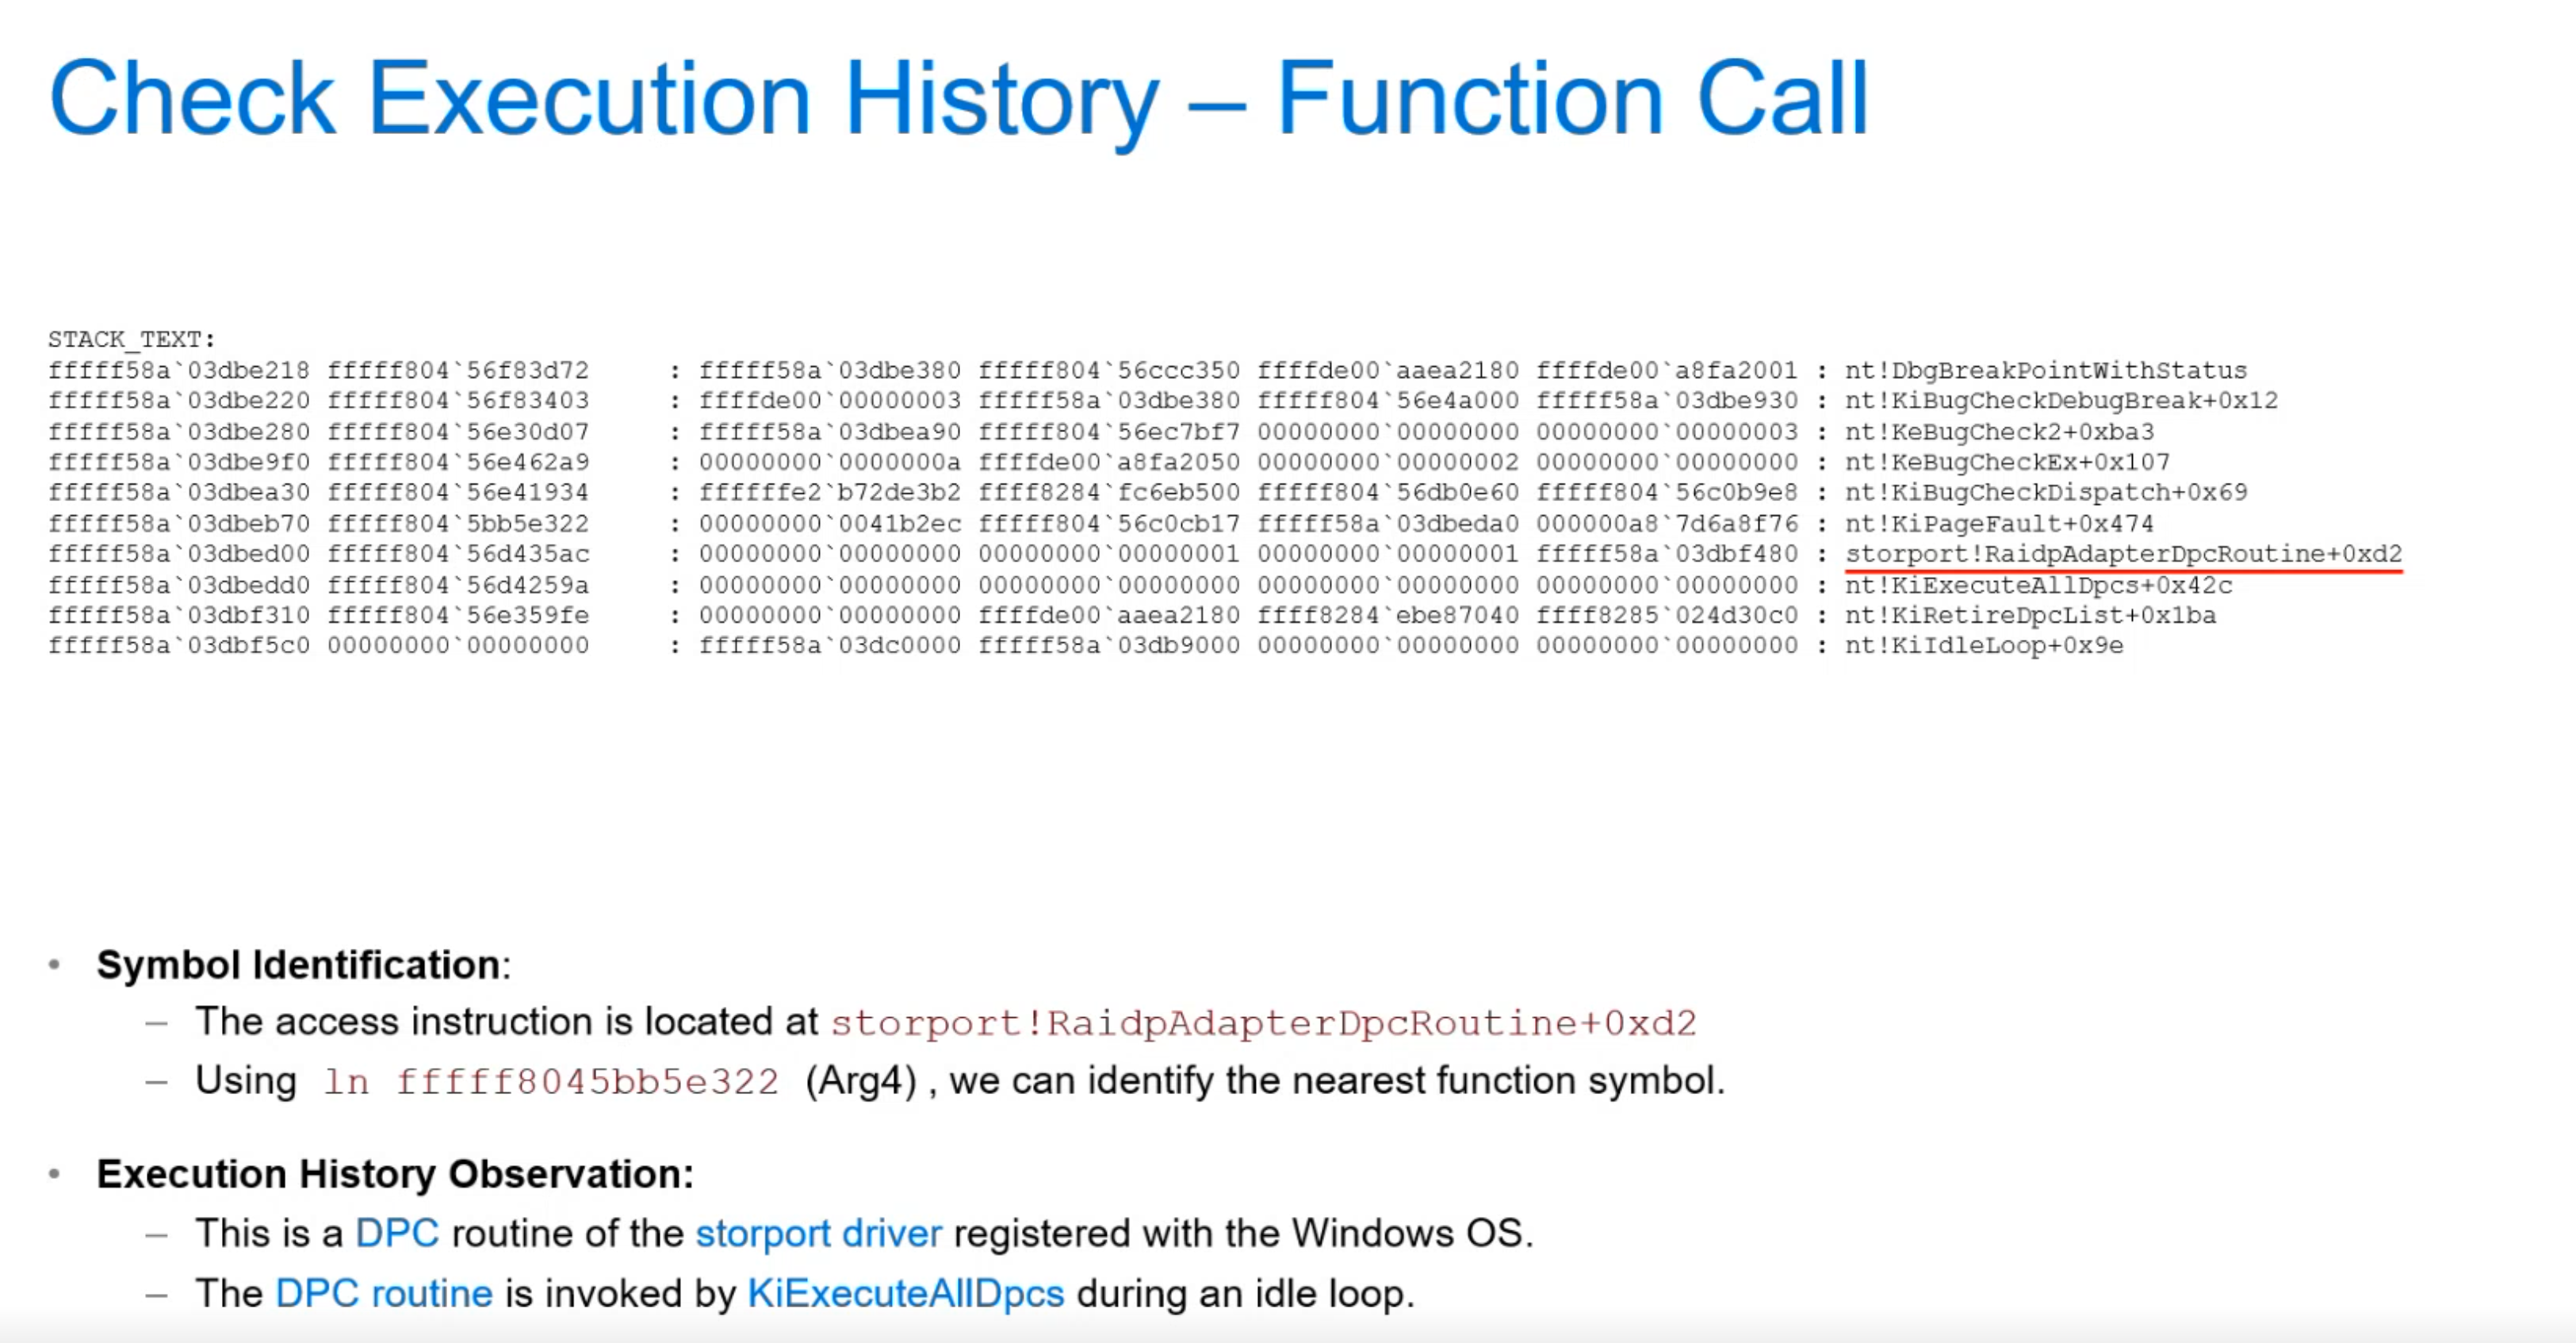 Check Execution History – Function Call
STACK_TEXT:
fffff58a`03dbe218 fffff804`56f83d72 : fffff58a`03dbe380 fffff804`56ccc350 ffffde00`aaea2180 ffffde00`a8fa2001 : nt!DbgBreakPointWithStatus
fffff58a`03dbe220 fffff804`56f83403 : ffffde00`00000003 fffff58a`03dbe380 fffff804`56e4a000 fffff58a`03dbe930 : nt!KiBugCheckDebugBreak+0x12
fffff58a`03dbe280 fffff804`56e30d07 : fffff58a`03dbea90 fffff804`56ec7bf7 00000000`00000000 00000000`00000003 : nt!KeBugCheck2+0xba3
fffff58a`03dbe9f0 fffff804`56e462a9 : 00000000`0000000a ffffde00`a8fa2050 00000000`00000002 00000000`00000000 : nt!KeBugCheckEx+0x107
fffff58a`03dbea30 fffff804`56e41934 : ffffffe2`b72de3b2 ffff8284`fc6eb500 fffff804`56db0e60 fffff804`56c0b9e8 : nt!KiBugCheckDispatch+0x69
fffff58a`03dbeb70 fffff804`5bb5e322 : 00000000`0041b2ec fffff804`56c0cb17 fffff58a`03dbeda0 000000a8`7d6a8f76 : nt!KiPageFault+0x474
fffff58a`03dbed00 fffff804`56d435ac : 00000000`00000000 00000000`00000001 00000000`00000001 fffff58a`03dbf480 : storport!RaidpAdapterDpcRoutine+0xd2
fffff58a`03dbedd0 fffff804`56d4259a : 00000000`00000000 00000000`00000000 00000000`00000000 00000000`00000000 : nt!KiExecuteAllDpcs+0x42c
fffff58a`03dbf310 fffff804`56e359fe : 00000000`00000000 ffffde00`aaea2180 ffff8284`ebe87040 ffff8285`024d30c0 : nt!KiRetireDpcList+0x1ba
fffff58a`03dbf5c0 00000000`00000000 : fffff58a`03dc0000 fffff58a`03db9000 00000000`00000000 00000000`00000000 : nt!KiIdleLoop+0x9e
• Symbol Identification:
– The access instruction is located at storport!RaidpAdapterDpcRoutine+0xd2
– Using ln fffff8045bb5e322 (Arg4) , we can identify the nearest function symbol.
• Execution History Observation:
– This is a DPC routine of the storport driver registered with the Windows OS.
– The DPC routine is invoked by KiExecuteAllDpcs during an idle loop.